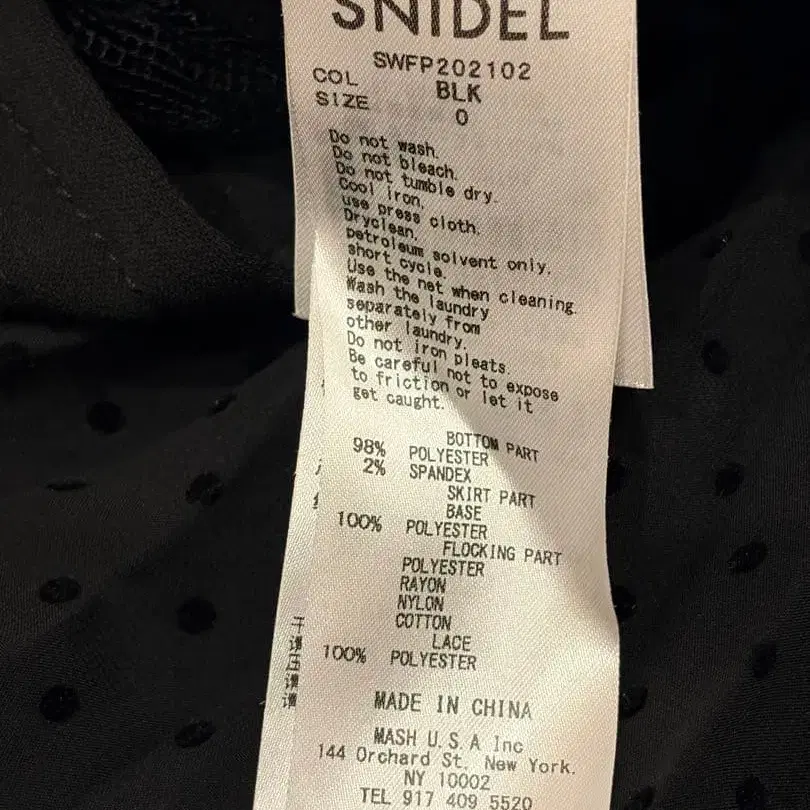 SNIDEL
SWFP202102
COL BLK
SIZE 0
Do not wash.
Do not bleach.
Do not tumble dry.
Cool iron,
use press cloth.
Dryclean,
petroleum solvent only,
short cycle.
Use the net when cleaning.
Wash the laundry
separately from
other laundry.
Do not iron pleats.
Be careful not to expose
to friction or let it
get caught.
BOTTOM PART
98% POLYESTER
2% SPANDEX
SKIRT PART
BASE
100% POLYESTER
FLOCKING PART
POLYESTER
RAYON
NYLON
COTTON
LACE
100% POLYESTER
MADE IN CHINA
MASH U.S.A Inc
144 Orchard St. New York.
NY 10002
TEL 917 409 5520